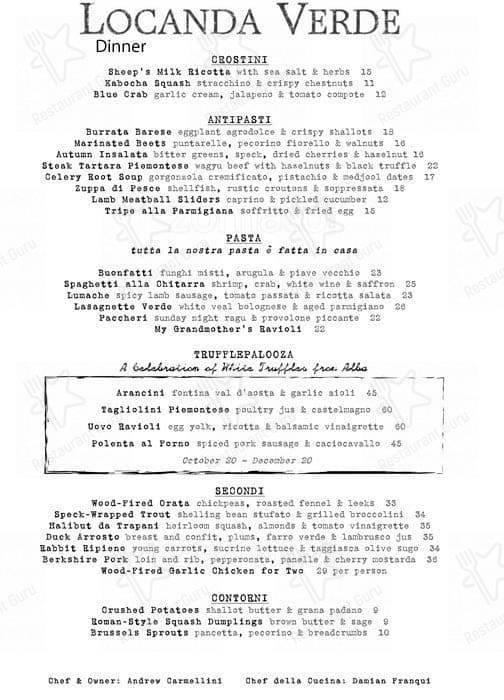 LOCANDA VERDE
Dinner
CROSTINI
Sheep's Milk Ricotta with sea salt & herbs 15
Kabocha Squash stracchino & crispy chestnuts 11
Blue Crab garlic cream, jalapeno & tomato compote 12
ANTIPASTI
Burrata Barese eggplant agrodolce & crispy shallots 18
Marinated Beets puntarelle, pecorino fiorello & walnuts 16
Autumn Insalata bitter greens, speck, dried cherries & hazelnut 16
Steak Tartara Piemontese wagyu beef with hazelnuts & black truffle 22
Celery Root Soup gorgonzola cremificato, pistachio & medjool dates 17
Zuppa di Pesce shellfish, rustic croutons & soppressata 18
Lamb Meatball Sliders caprino & pickled cucumber 12
Tripe alla Parmigiana soffritto & fried egg 15
PASTA
tutta la nostra pasta è fatta in casa
Buonfatti funghi misti, arugula & piave vecchio 23
Spaghetti alla Chitarra shrimp, crab, white wine & saffron 25
Lumache spicy lamb sausage, tomato passata & ricotta salata 23
Lasagnette Verde white veal bolognese & aged parmigiano 26
Paccheri sunday night ragu & provolone piccante 22
My Grandmother's Ravioli 22
TRUFFLEPALOOZA
A Celebration of White Truffles from Alba
Arancini fontina val d'aosta & garlic aioli 45
Tagliolini Piemontese poultry jus & castelmagno 60
Uovo Ravioli egg yolk, ricotta & balsamic vinaigrette 60
Polenta al Forno spiced pork sausage & caciocavallo 45
October 20 - December 20
SECONDI
Wood-Fired Orata chickpeas, roasted fennel & leeks 33
Speck-Wrapped Trout shelling bean stufato & grilled broccolini 34
Halibut da Trapani heirloom squash, almonds & tomato vinaigrette 35
Duck Arrosto breast and confit, plums, farro verde & lambrusco jus 35
Rabbit Ripieno young carrots, sucrine lettuce & taggiasca olive sugo 34
Berkshire Pork loin and rib, pepperonata, panelle & cherry mostarda 36
Wood-Fired Garlic Chicken for Two 29 per person
CONTORNI
Crushed Potatoes shallot butter & grana padano 9
Roman-Style Squash Dumplings brown butter & sage 9
Brussels Sprouts pancetta, pecorino & breadcrumbs 10
Chef & Owner: Andrew Carmellini Chef della Cucina: Damian Franqui